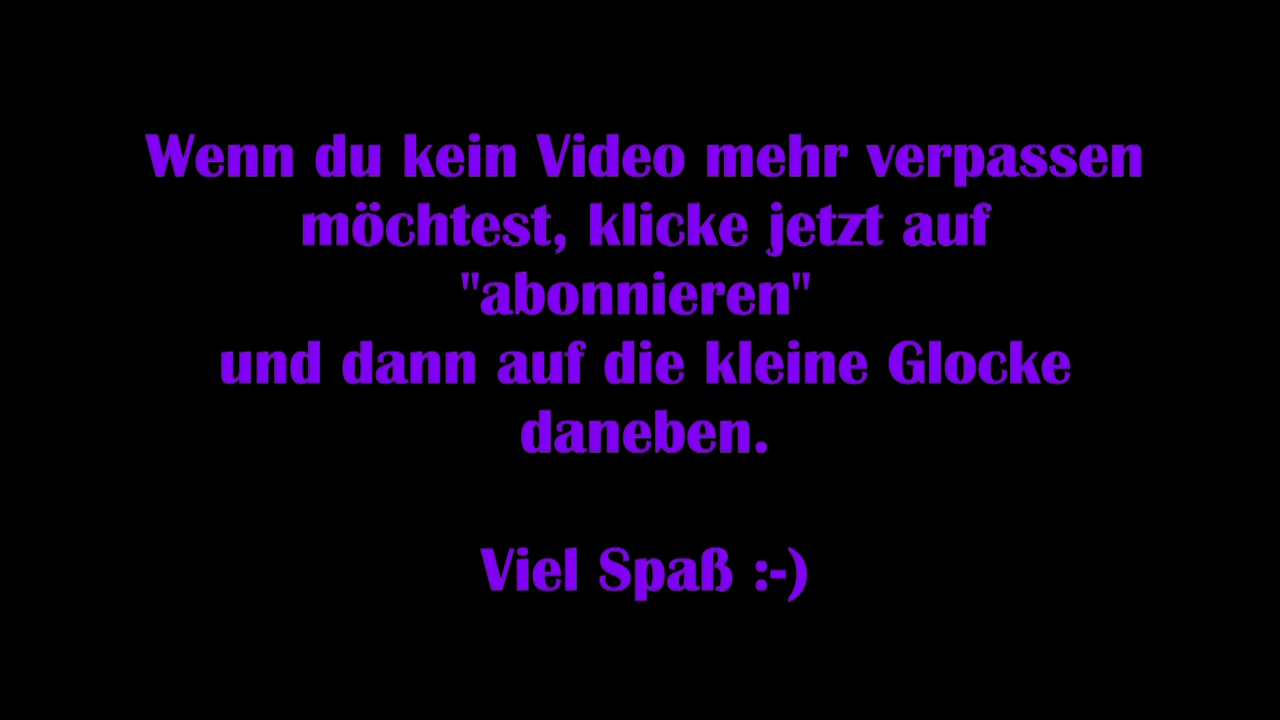 Wenn du kein Video mehr verpassen
möchtest, klicke jetzt auf
"abonnieren"
und dann auf die kleine Glocke
daneben.
Viel Spaß :-)